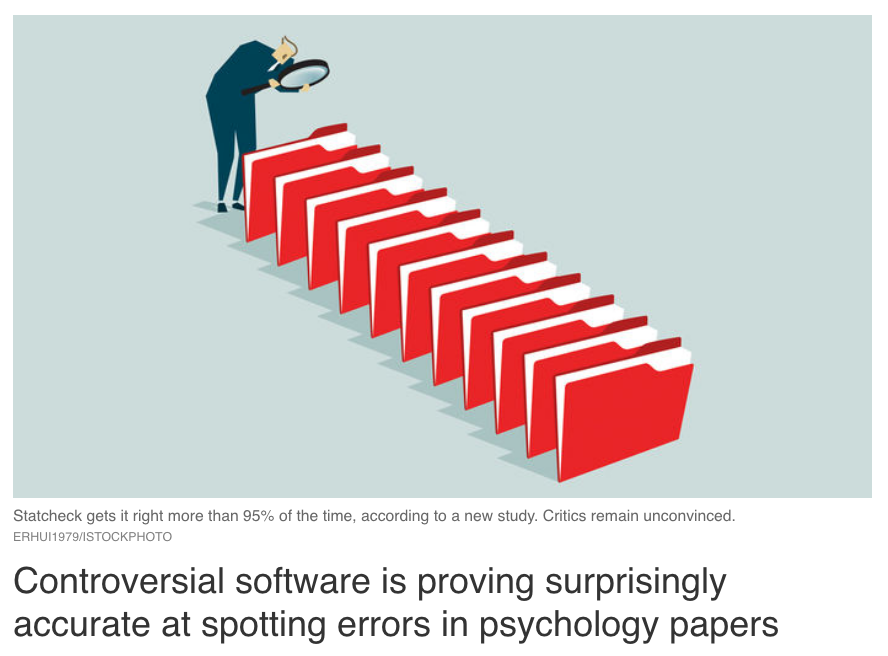 Statcheck gets it right more than 95% of the time, according to a new study. Critics remain unconvinced.
ERHUI1979/ISTOCKPHOTO
Controversial software is proving surprisingly
accurate at spotting errors in psychology papers